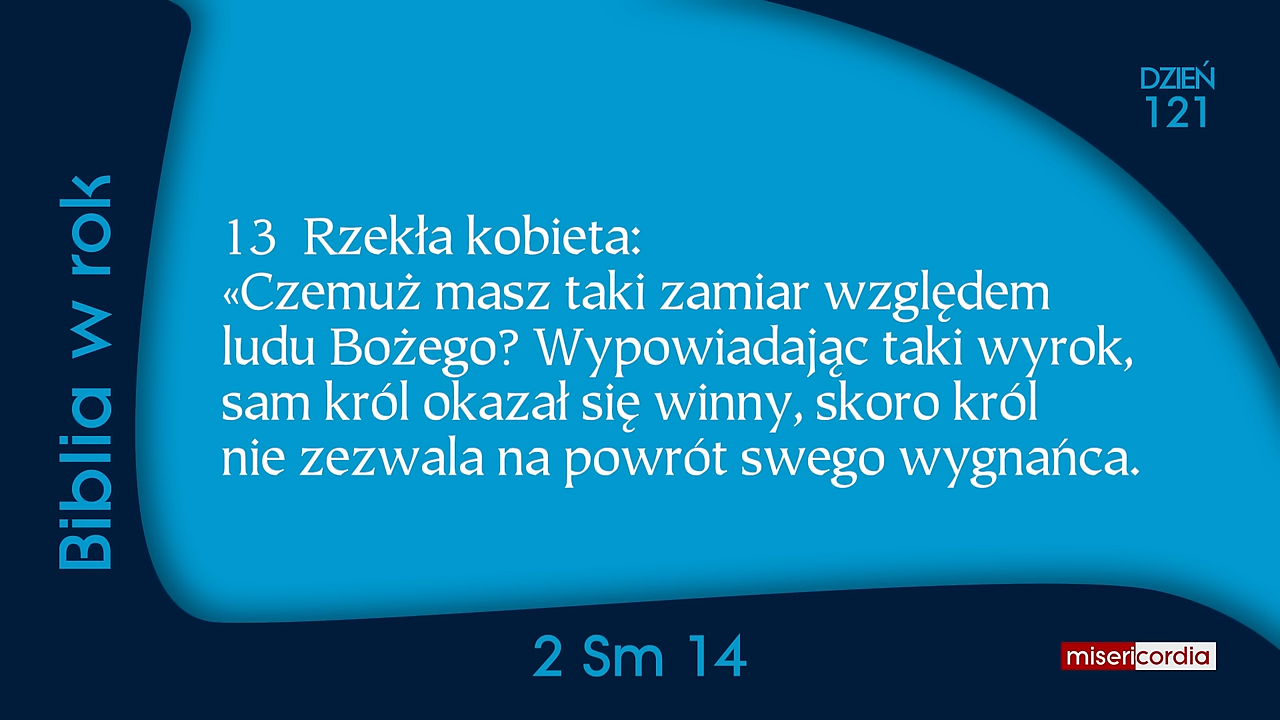 DZIEŃ
121
Biblia w rok
13 Rzekła kobieta:
«Czemuż masz taki zamiar względem
ludu Bożego? Wypowiadając taki wyrok,
sam król okazał się winny, skoro król
nie zezwala na powrót swego wygnańca.
2 Sm 14
misericordia